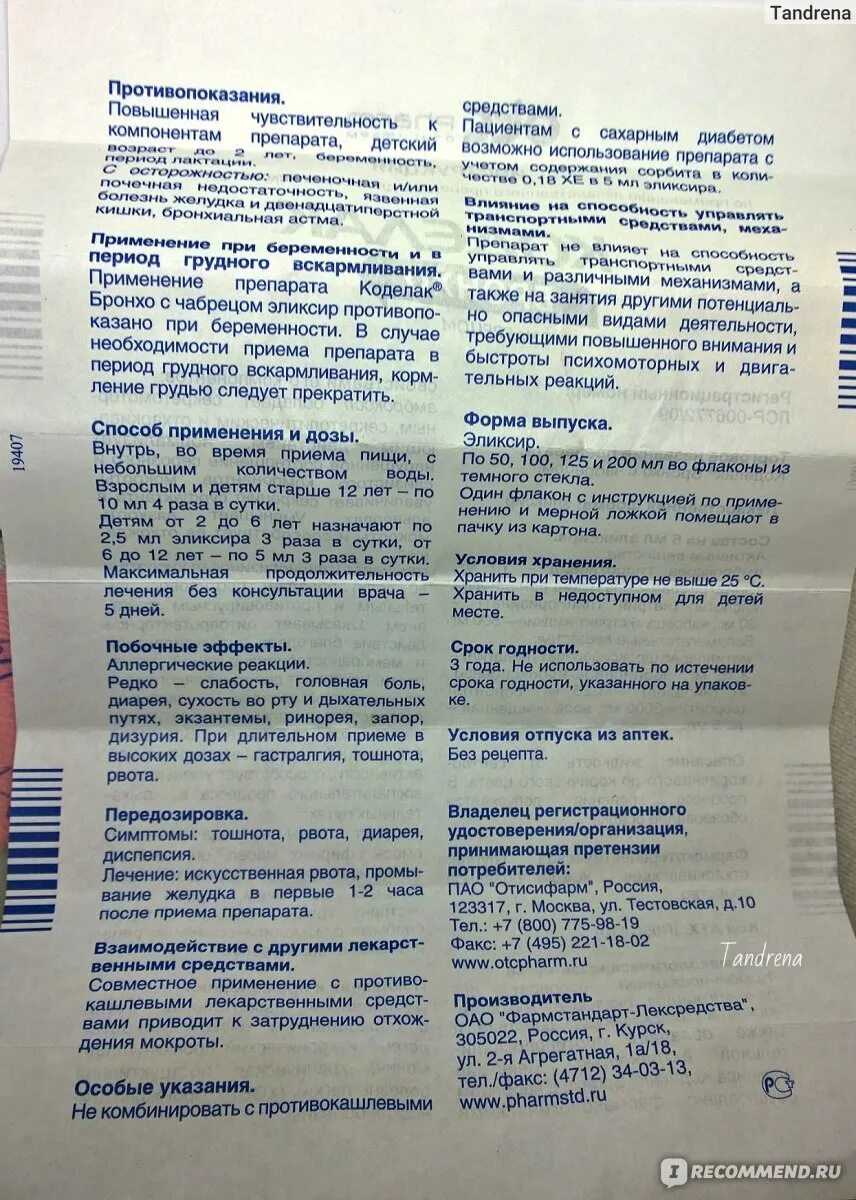 Tandrena
Противопоказания.
Повышенная чувствительность к
компонентам препарата, детский
возраст до 2 лет, беременность,
период лактации.
С осторожностью: печеночная и/или
почечная недостаточность, язвенная
болезнь желудка и двенадцатиперстной
кишки, бронхиальная астма.
Применение при беременности и в
период грудного вскармливания.
Применение препарата Коделак®
Бронхо с чабрецом эликсир противопо-
казано при беременности. В случае
необходимости приема препарата в
период грудного вскармливания, корм-
ление грудью следует прекратить.
Способ применения и дозы.
Внутрь, во время приема пищи, с
небольшим количеством воды.
Взрослым и детям старше 12 лет – по
10 мл 4 раза в сутки.
Детям от 2 до 6 лет назначают по
2,5 мл эликсира 3 раза в сутки, от
6 до 12 лет – по 5 мл 3 раза в сутки.
Максимальная продолжительность
лечения без консультации врача –
5 дней.
Побочные эффекты.
Аллергические реакции.
Редко – слабость, головная боль,
диарея, сухость во рту и дыхательных
путях, экзантемы, ринорея, запор,
дизурия. При длительном приеме в
высоких дозах – гастралгия, тошнота,
рвота.
Передозировка.
Симптомы: тошнота, рвота, диарея,
диспепсия.
Лечение: искусственная рвота, промы-
вание желудка в первые 1-2 часа
после приема препарата.
Взаимодействие с другими лекарст-
венными средствами.
Совместное применение с противо-
кашлевыми лекарственными средст-
вами приводит к затруднению отхож-
дения мокроты.
Особые указания.
Не комбинировать с противокашлевыми
средствами.
Пациентам с сахарным диабетом
возможно использование препарата с
учетом содержания сорбита в коли-
честве 0,18 ХЕ в 5 мл эликсира.
Влияние на способность управлять
транспортными средствами, меха-
низмами.
Препарат не влияет на способность
управлять транспортными средст-
вами и различными механизмами, а
также на занятия другими потенциаль-
но опасными видами деятельности,
требующими повышенного внимания и
быстроты психомоторных и двига-
тельных реакций.
Форма выпуска.
Эликсир.
По 50, 100, 125 и 200 мл во флаконы из
темного стекла.
Один флакон с инструкцией по приме-
нению и мерной ложкой помещают в
пачку из картона.
Условия хранения.
Хранить при температуре не выше 25 °С.
Хранить в недоступном для детей
месте.
Срок годности.
3 года. Не использовать по истечении
срока годности, указанного на упаков-
ке.
Условия отпуска из аптек.
Без рецепта.
Владелец регистрационного
удостоверения/организация,
принимающая претензии
потребителей:
ПАО "Отисифарм", Россия,
123317, г. Москва, ул. Тестовская, д.10
Тел.: +7 (800) 775-98-19
Факс: +7 (495) 221-18-02
www.otcpharm.ru
Производитель
ОАО "Фармстандарт-Лексредства",
305022, Россия, г. Курск,
ул. 2-я Агрегатная, 1а/18,
тел./факс: (4712) 34-03-13,
www.pharmstd.ru
19407
Tandrena
IRECOMMEND.RU